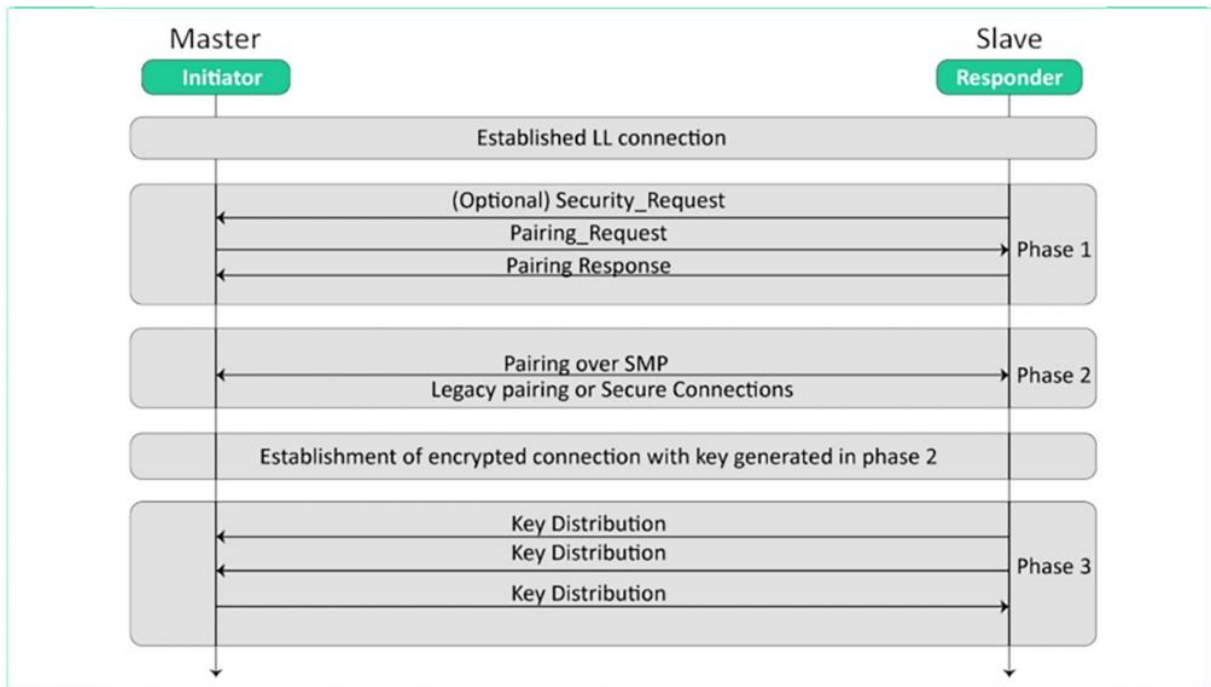 Master
Slave
Initiator
Responder
Established LL connection
(Optional) Security_Request
Pairing_Request
Phase 1
Pairing Response
Pairing over SMP
Phase 2
Legacy pairing or Secure Connections
Establishment of encrypted connection with key generated in phase 2
Key Distribution
Key Distribution
Phase 3
Key Distribution